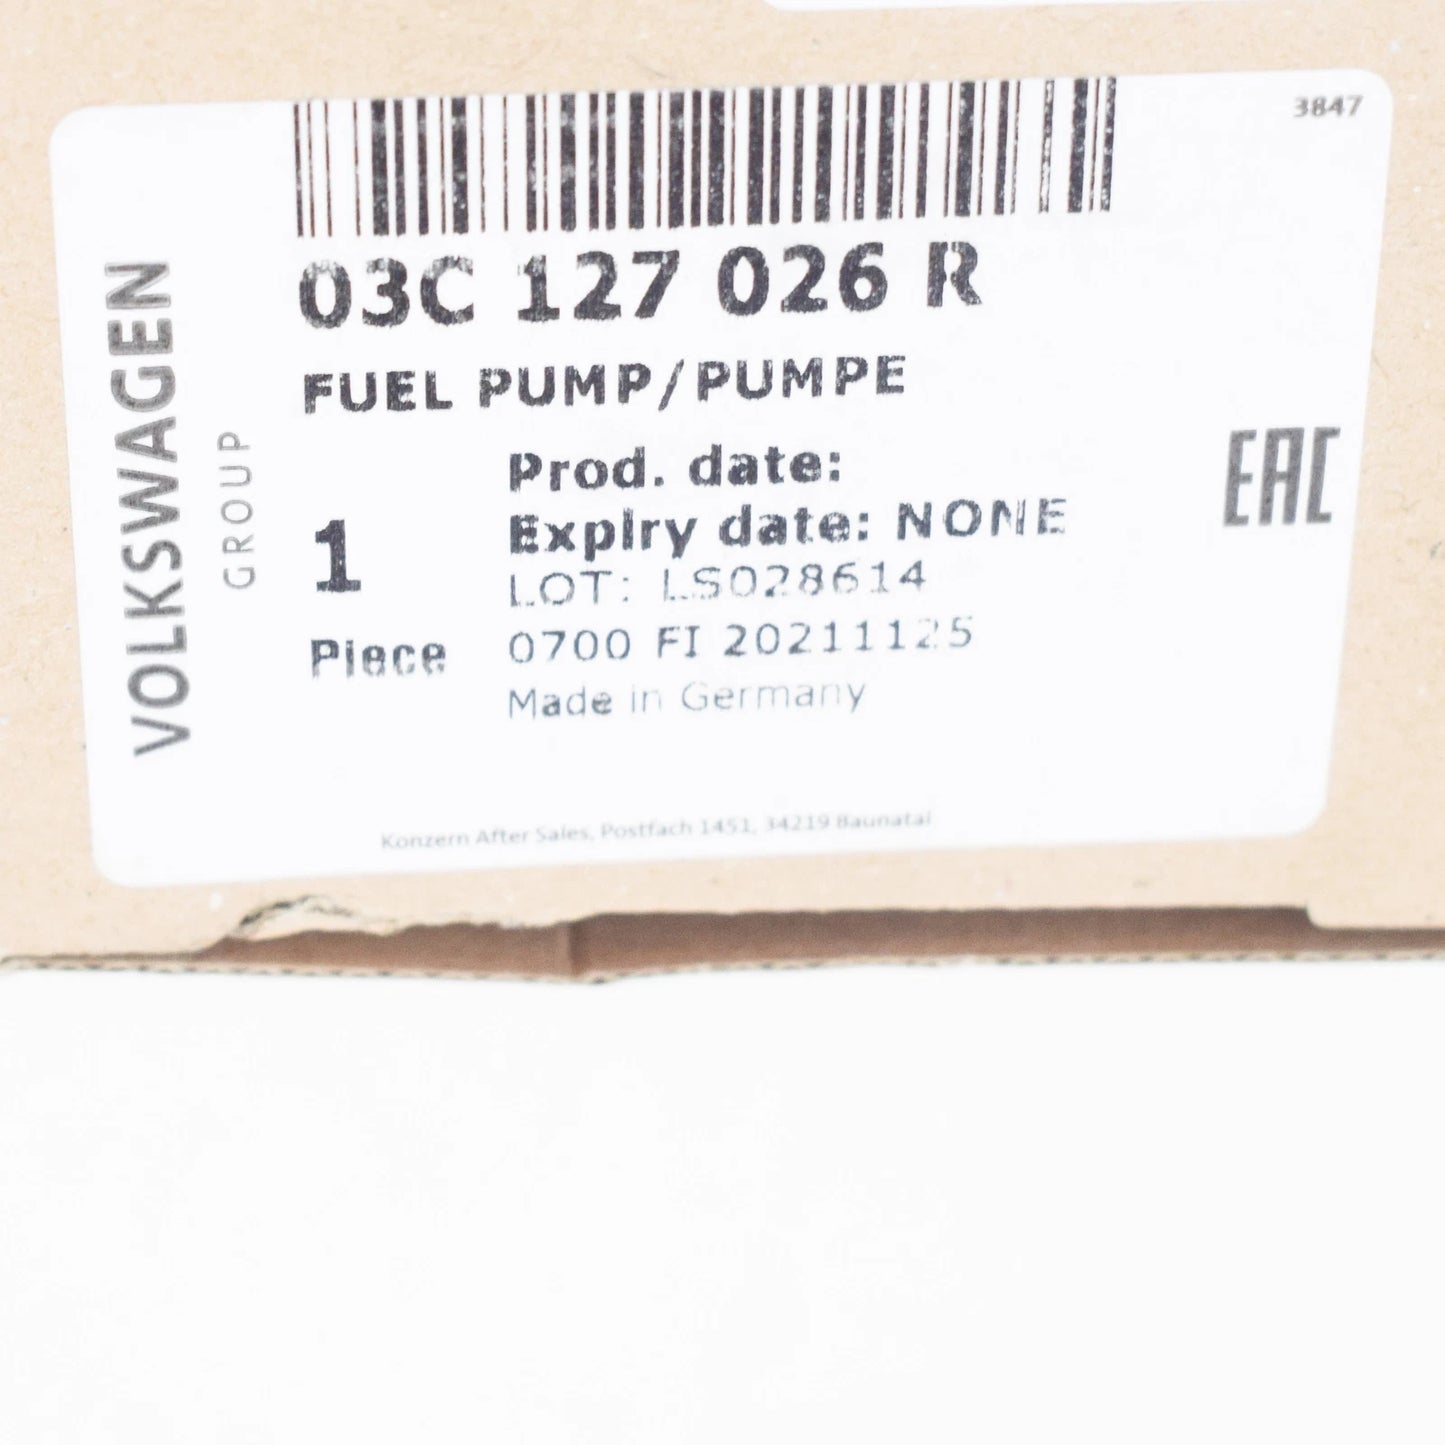 3847
03C 127 026 R
FUEL PUMP/PUMPE
Prod. date:
Expiry date: NONE
LOT: LS028614
1
Piece
0700 FI 20211125
Made in Germany
EAC
VOLKSWAGEN
GROUP
Konzern After Sales, Postfach 1451, 34219 Baunatal